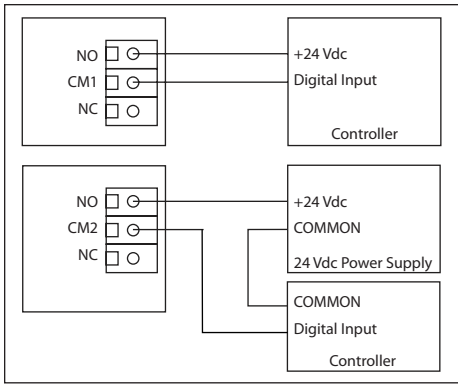 NO
+24 Vdc
CM1
Digital Input
NC
Controller
NO
+24 Vdc
CM2
COMMON
NC
24 Vdc Power Supply
COMMON
Digital Input
Controller